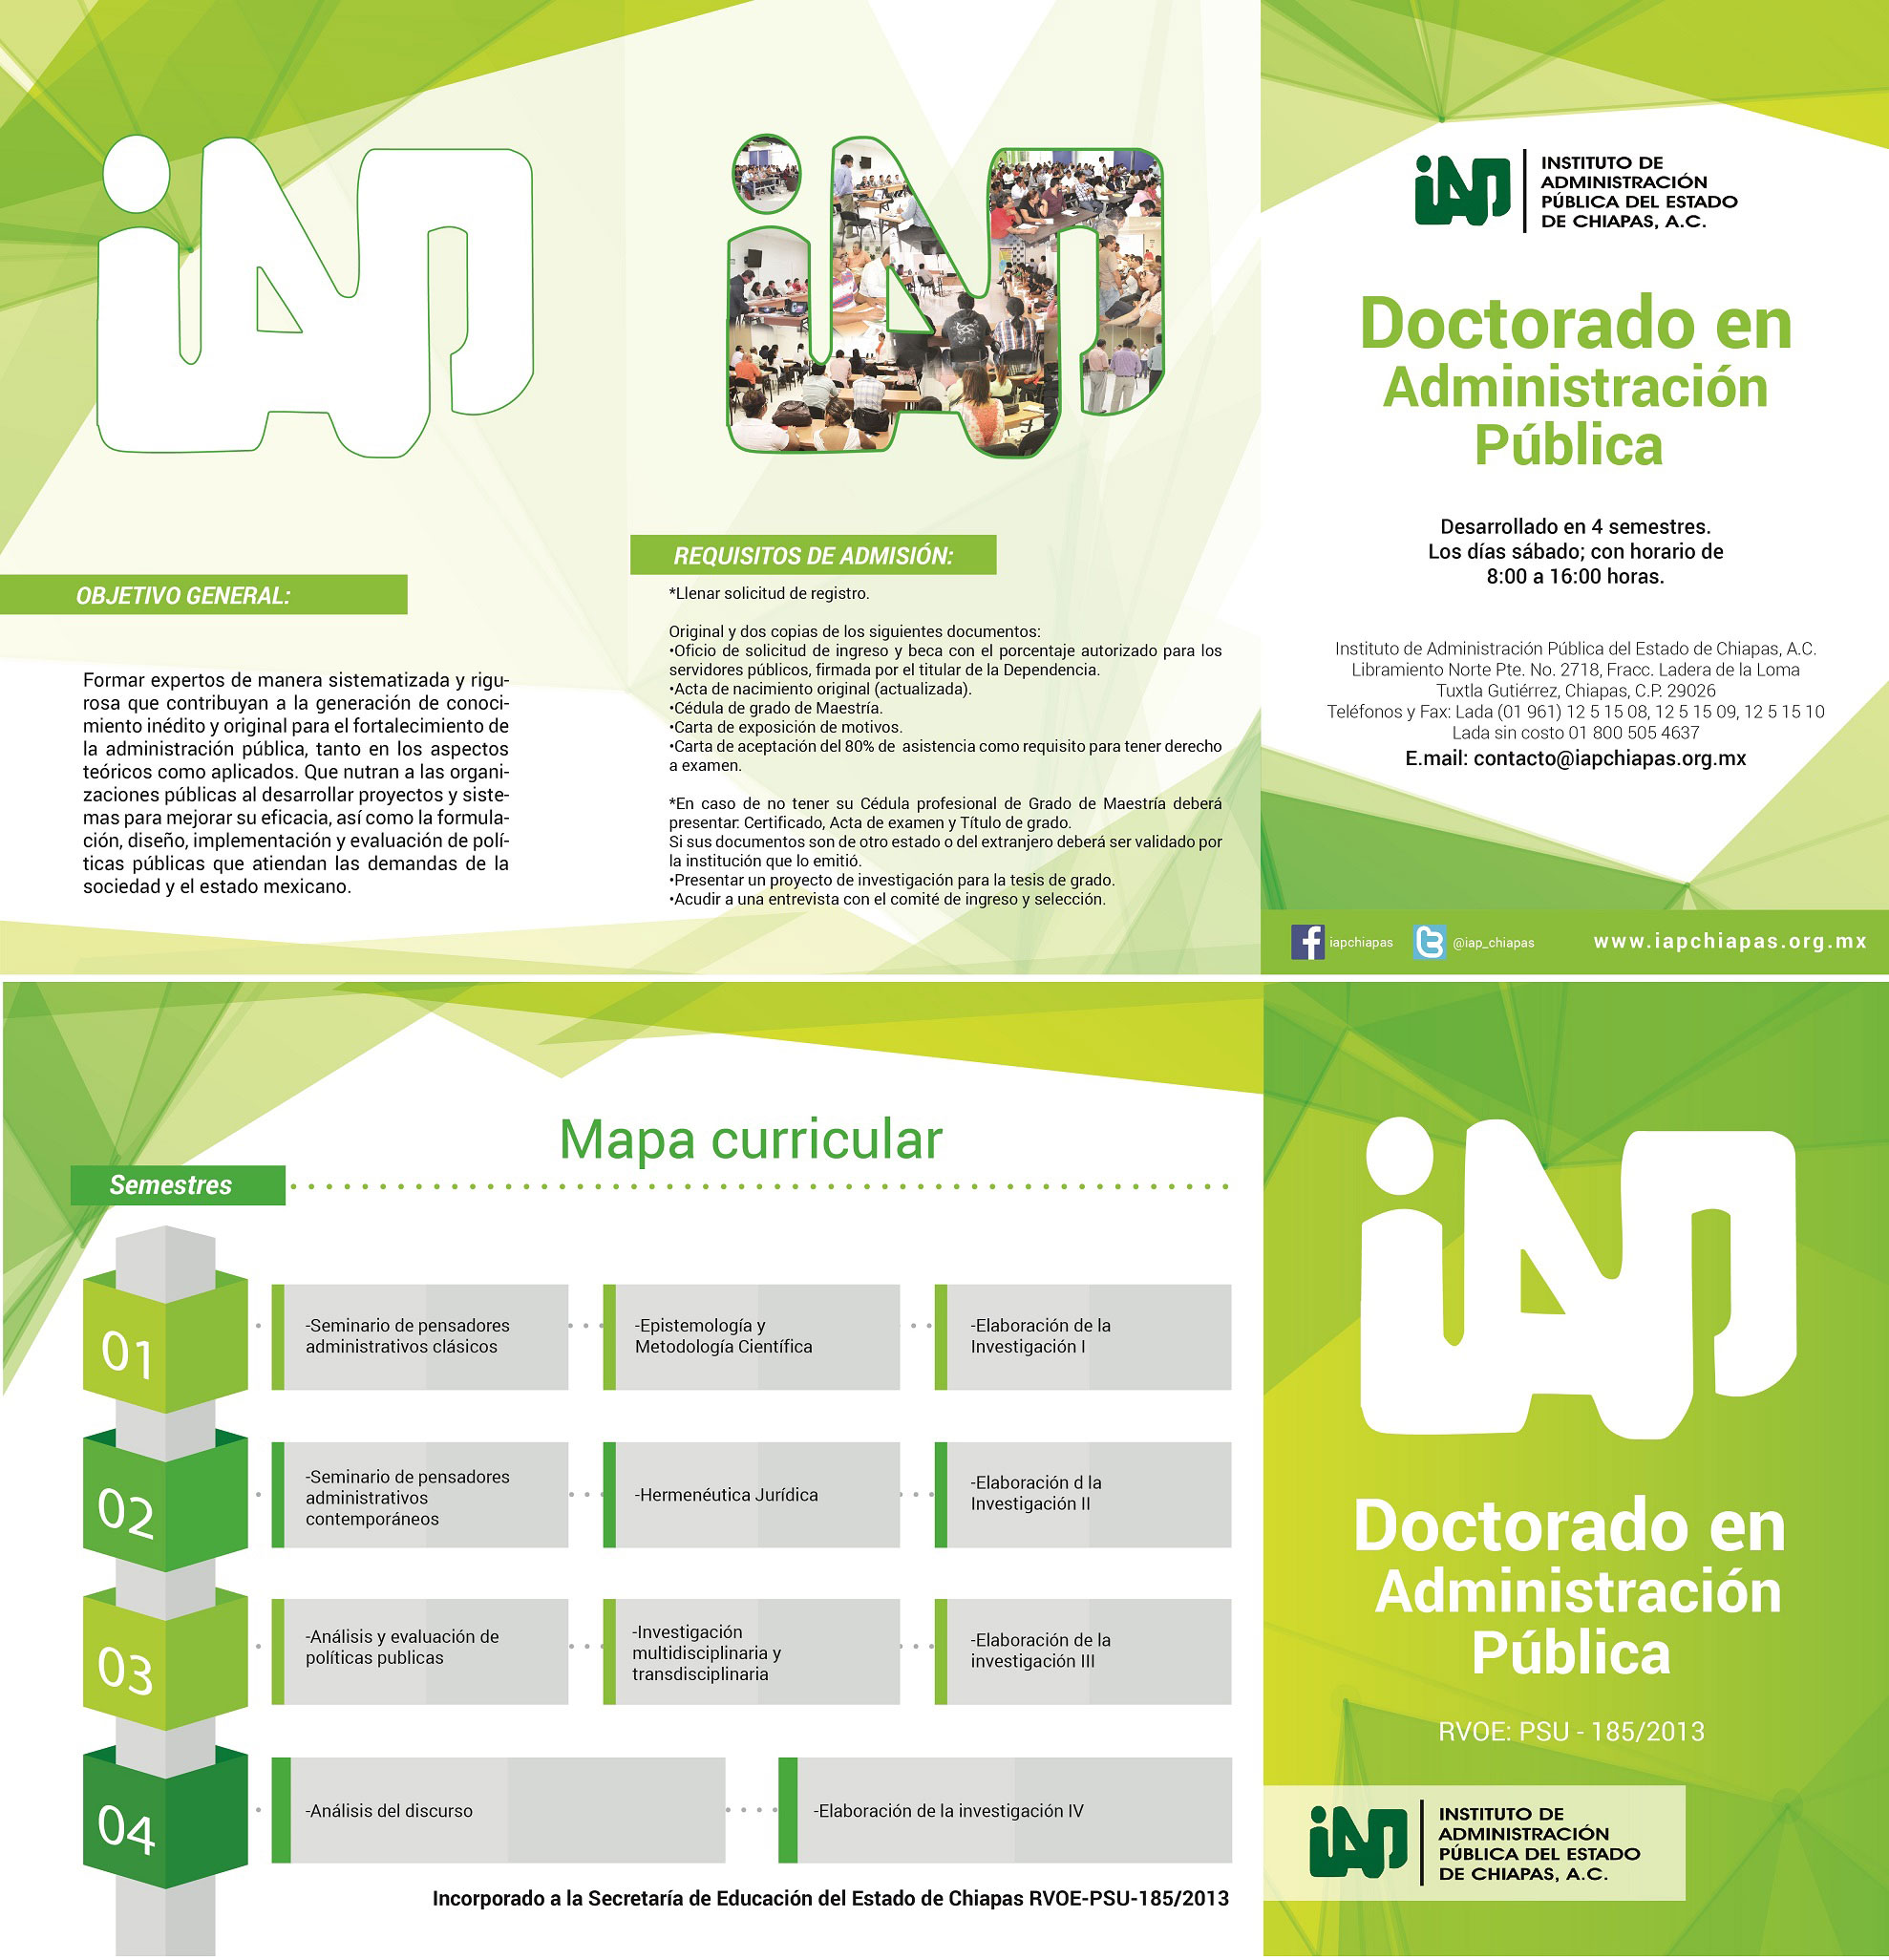 iAP
OBJETIVO GENERAL:
Formar expertos de manera sistematizada y rigu-
rosa que contribuyan a la generación de conoci-
miento inédito y original para el fortalecimiento de
la administración pública, tanto en los aspectos
teóricos como aplicados. Que nutran a las organi-
zaciones públicas al desarrollar proyectos y siste-
mas para mejorar su eficacia, así como la formula-
ción, diseño, implementación y evaluación de polí-
ticas públicas que atiendan las demandas de la
sociedad y el estado mexicano.
iAP
REQUISITOS DE ADMISIÓN:
*Llenar solicitud de registro.
Original y dos copias de los siguientes documentos:
•Oficio de solicitud de ingreso y beca con el porcentaje autorizado para los
servidores públicos, firmada por el titular de la Dependencia.
•Acta de nacimiento original (actualizada).
•Cédula de grado de Maestría.
•Carta de exposición de motivos.
•Carta de aceptación del 80% de asistencia como requisito para tener derecho
a examen.
*En caso de no tener su Cédula profesional de Grado de Maestría deberá
presentar: Certificado, Acta de examen y Título de grado.
Si sus documentos son de otro estado o del extranjero deberá ser validado por
la institución que lo emitió.
•Presentar un proyecto de investigación para la tesis de grado.
•Acudir a una entrevista con el comité de ingreso y selección.
iAP
INSTITUTO DE
ADMINISTRACIÓN
PÚBLICA DEL ESTADO
DE CHIAPAS, A.C.
Doctorado en
Administración
Pública
Desarrollado en 4 semestres.
Los días sábado; con horario de
8:00 a 16:00 horas.
Instituto de Administración Pública del Estado de Chiapas, A.C.
Libramiento Norte Pte. No. 2718, Fracc. Ladera de la Loma
Tuxtla Gutiérrez, Chiapas, C.P. 29026
Teléfonos y Fax: Lada (01 961) 12 5 15 08, 12 5 15 09, 12 5 15 10
Lada sin costo 01 800 505 4637
E.mail: contacto@iapchiapas.org.mx
iapchiapas @iap_chiapas www.iapchiapas.org.mx
Mapa curricular
Semestres
01
-Seminario de pensadores
administrativos clásicos
-Epistemología y
Metodología Científica
-Elaboración de la
Investigación I
02
-Seminario de pensadores
administrativos
contemporáneos
-Hermenéutica Jurídica
-Elaboración d la
Investigación II
03
-Análisis y evaluación de
políticas publicas
-Investigación
multidisciplinaria y
transdisciplinaria
-Elaboración de la
investigación III
04
-Análisis del discurso
-Elaboración de la investigación IV
Incorporado a la Secretaría de Educación del Estado de Chiapas RVOE-PSU-185/2013
iAP
Doctorado en
Administración
Pública
RVOE: PSU - 185/2013
iAP
INSTITUTO DE
ADMINISTRACIÓN
PÚBLICA DEL ESTADO
DE CHIAPAS, A.C.